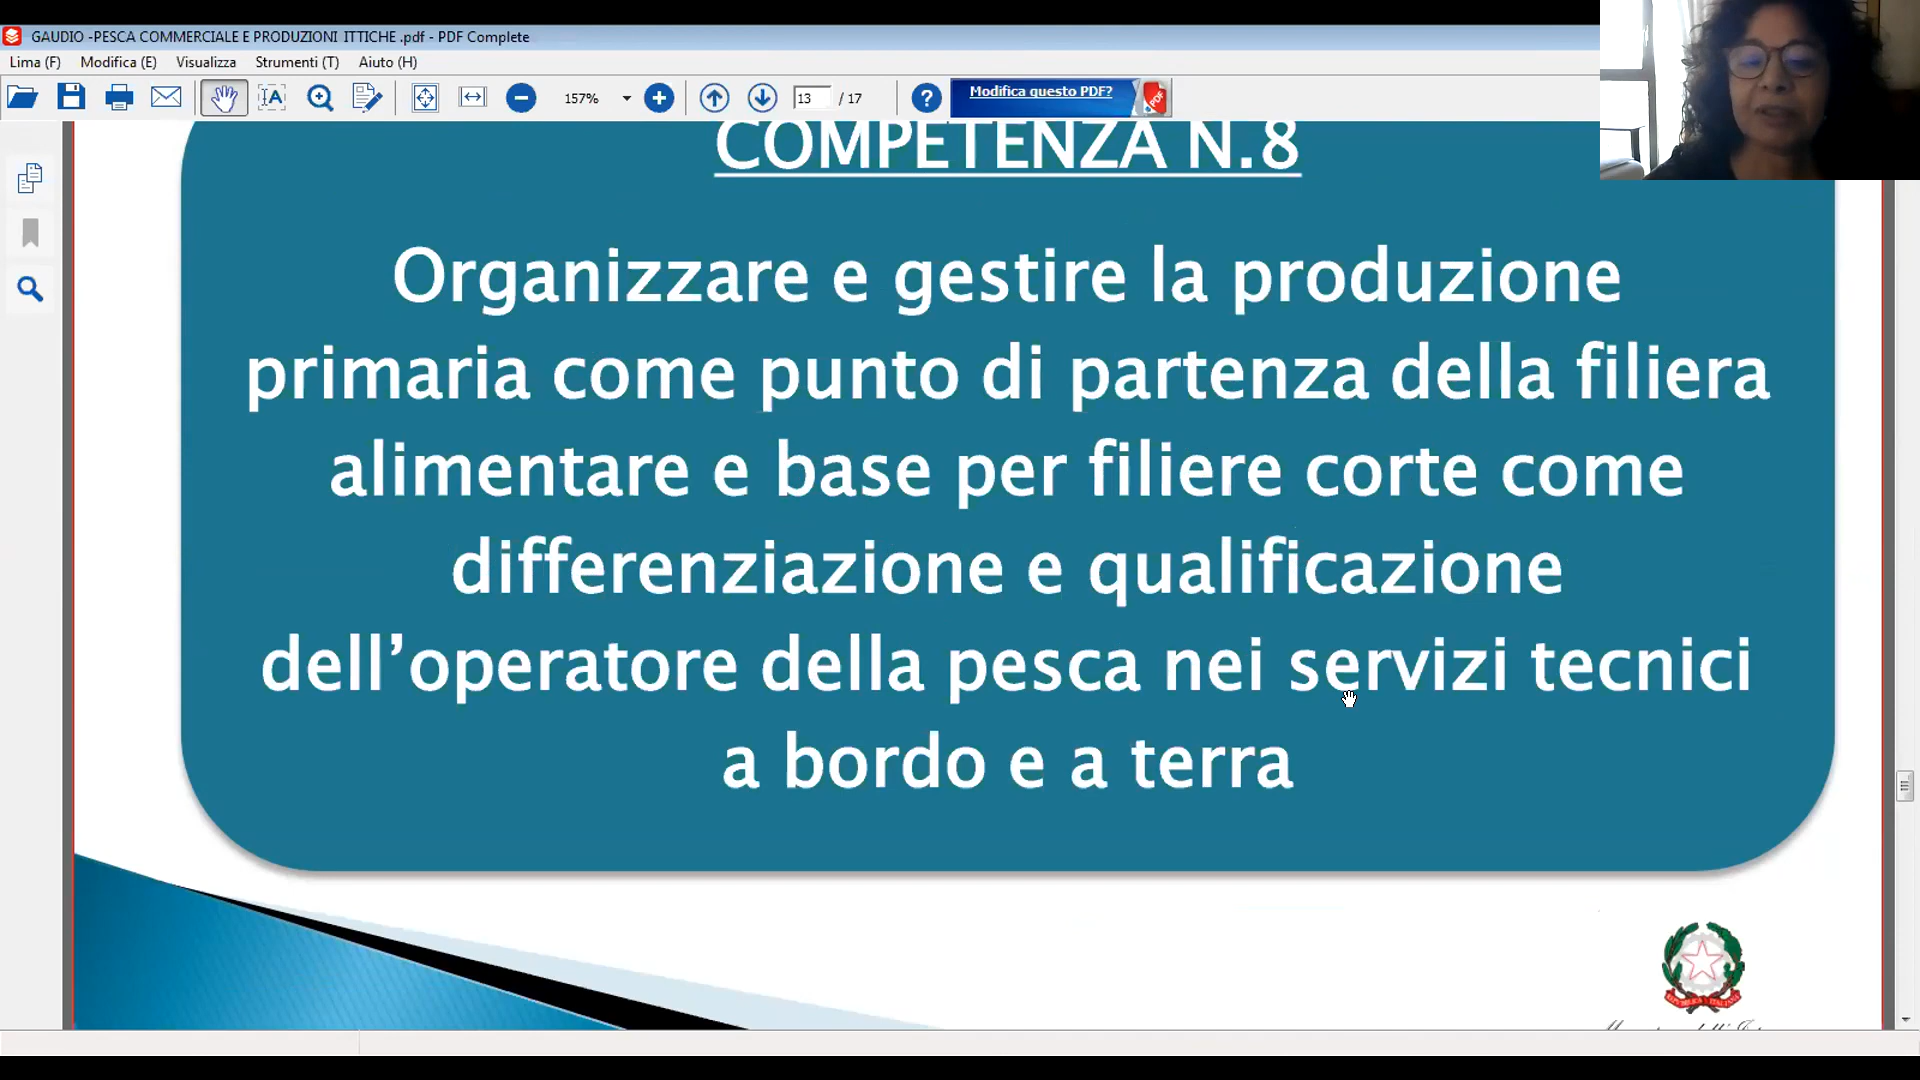 GAUDIO -PESCA COMMERCIALE E PRODUZIONI ITTICHE .pdf - PDF Complete
Lima (F) Modifica (E) Visualizza Strumenti (T) Aiuto (H)
157% 13 / 17 Modifica questo PDF?
COMPETENZA N.8
Organizzare e gestire la produzione
primaria come punto di partenza della filiera
alimentare e base per filiere corte come
differenziazione e qualificazione
dell’operatore della pesca nei servizi tecnici
a bordo e a terra